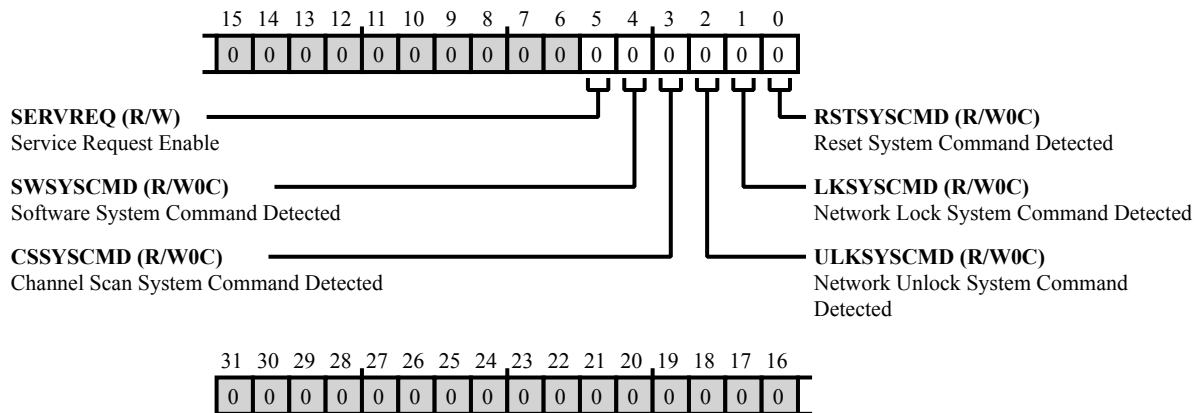 15 14 13 12 11 10 9 8 7 6 5 4 3 2 1 0
0 0 0 0 0 0 0 0 0 0 0 0 0 0 0 0
SERVREQ (R/W)
Service Request Enable
RSTSYSCMD (R/W0C)
Reset System Command Detected
SWSYSCMD (R/W0C)
Software System Command Detected
LKSYSCMD (R/W0C)
Network Lock System Command Detected
CSSYSCMD (R/W0C)
Channel Scan System Command Detected
ULKSYSCMD (R/W0C)
Network Unlock System Command
Detected
31 30 29 28 27 26 25 24 23 22 21 20 19 18 17 16
0 0 0 0 0 0 0 0 0 0 0 0 0 0 0 0